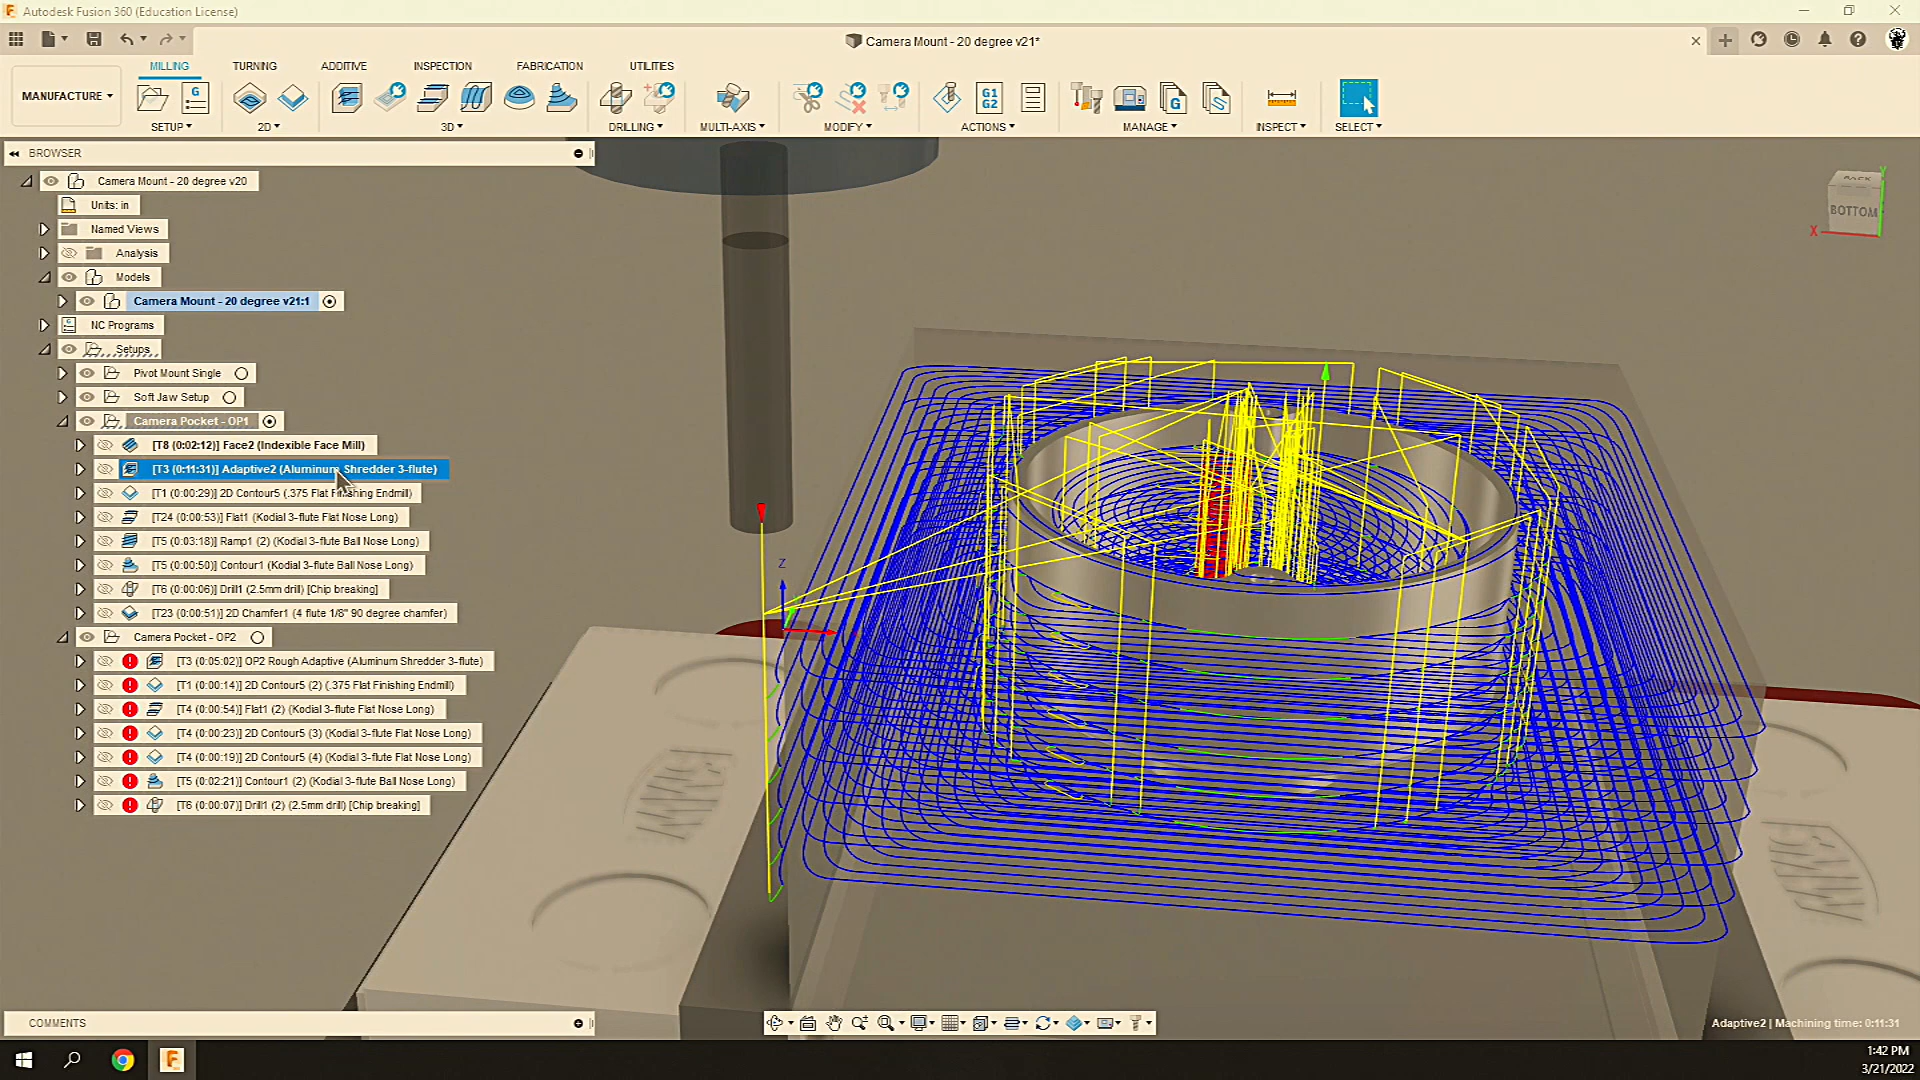 Autodesk Fusion 360 (Education License)
Camera Mount - 20 degree v21*
MILLING TURNING ADDITIVE INSPECTION FABRICATION UTILITIES
MANUFACTURE
G
G1
G2
G
SETUP 2D 3D DRILLING MULTI-AXIS MODIFY ACTIONS MANAGE INSPECT SELECT
BROWSER
Camera Mount - 20 degree v20
Units: in
Named Views
Analysis
Models
Camera Mount - 20 degree v21:1
NC Programs
Setups
Pivot Mount Single
Soft Jaw Setup
Camera Pocket - OP1
[T8 (0:02:12)] Face2 (Indexible Face Mill)
[T3 (0:11:31)] Adaptive2 (Aluminum Shredder 3-flute)
[T1 (0:00:29)] 2D Contour5 (.375 Flat Finishing Endmill)
[T24 (0:00:53)] Flat1 (Kodial 3-flute Flat Nose Long)
[T5 (0:03:18)] Ramp1 (2) (Kodial 3-flute Ball Nose Long)
[T5 (0:00:50)] Contour1 (Kodial 3-flute Ball Nose Long)
[T6 (0:00:06)] Drill1 (2.5mm drill) [Chip breaking]
[T23 (0:00:51)] 2D Chamfer1 (4 flute 1/8" 90 degree chamfer)
Camera Pocket - OP2
[T3 (0:05:02)] OP2 Rough Adaptive (Aluminum Shredder 3-flute)
[T1 (0:00:14)] 2D Contour5 (2) (.375 Flat Finishing Endmill)
[T4 (0:00:54)] Flat1 (2) (Kodial 3-flute Flat Nose Long)
[T4 (0:00:23)] 2D Contour5 (3) (Kodial 3-flute Flat Nose Long)
[T4 (0:00:19)] 2D Contour5 (4) (Kodial 3-flute Flat Nose Long)
[T5 (0:02:21)] Contour1 (2) (Kodial 3-flute Ball Nose Long)
[T6 (0:00:07)] Drill1 (2) (2.5mm drill) [Chip breaking]
BACK
BOTTOM
Y
X
Z
COMMENTS
Adaptive2 | Machining time: 0:11:31
1:42 PM
3/21/2022